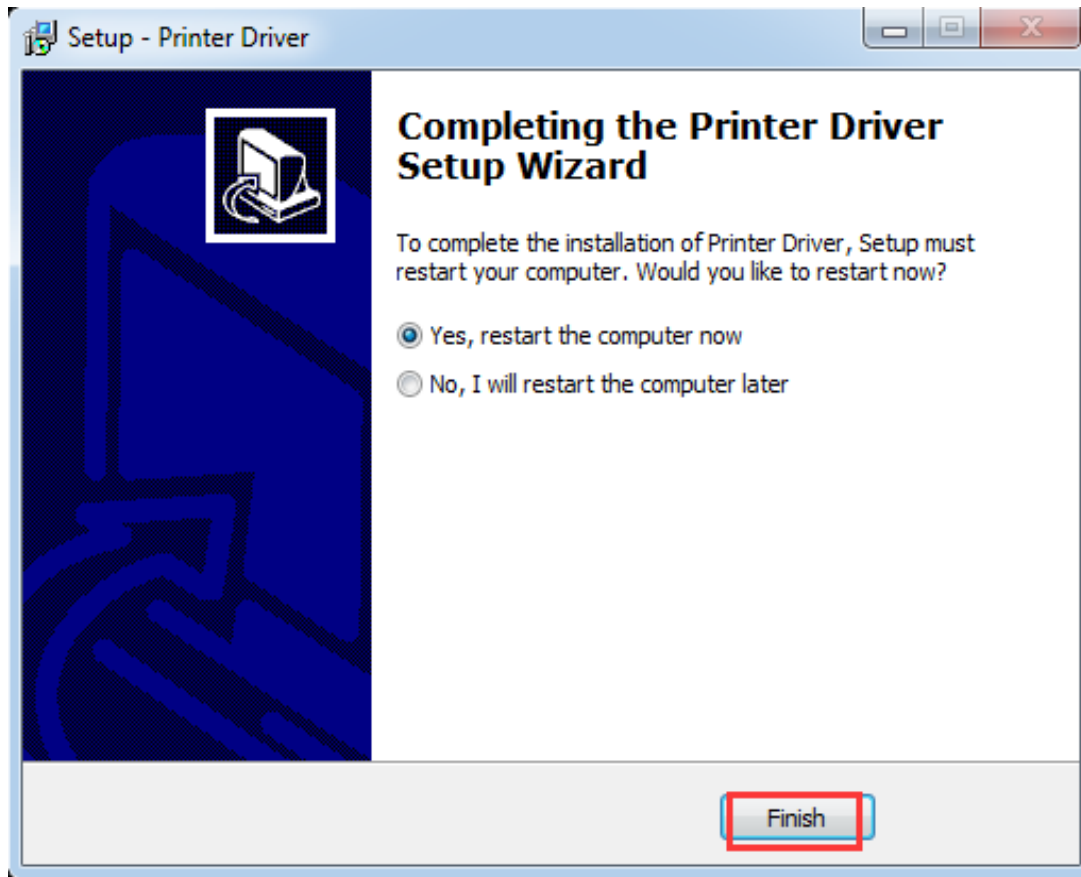 Setup - Printer Driver
Completing the Printer Driver
Setup Wizard
To complete the installation of Printer Driver, Setup must
restart your computer. Would you like to restart now?
Yes, restart the computer now
No, I will restart the computer later
Finish